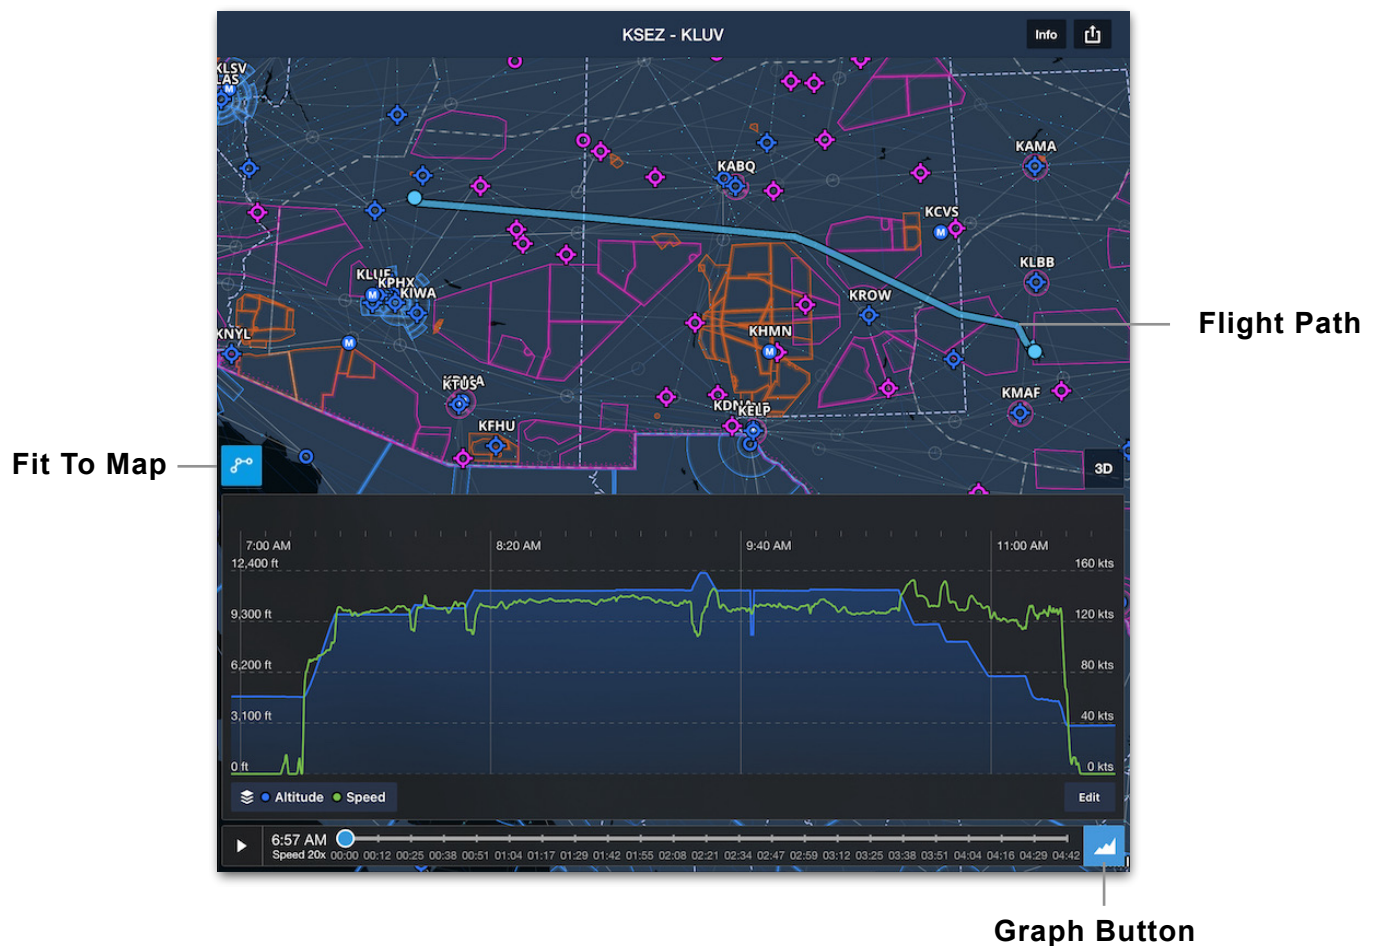 KSEZ - KLUV
Info
KLSV
LAS
M
KAMA
KABQ
KCVS
M
KLBB
KLUF
KPHX
M
KIWA
KROW
Flight Path
KNYL
M
KHMN
M
KTUS
KMAF
KELP
KFHU
Fit To Map
3D
7:00 AM 8:20 AM 9:40 AM 11:00 AM
12,400 ft 160 kts
9,300 ft 120 kts
6,200 ft 80 kts
3,100 ft 40 kts
0 ft 0 kts
Altitude Speed Edit
6:57 AM
Speed 20x 00:00 00:12 00:25 00:38 00:51 01:04 01:17 01:29 01:42 01:55 02:08 02:21 02:34 02:47 02:59 03:12 03:25 03:38 03:51 04:04 04:16 04:29 04:42
Graph Button